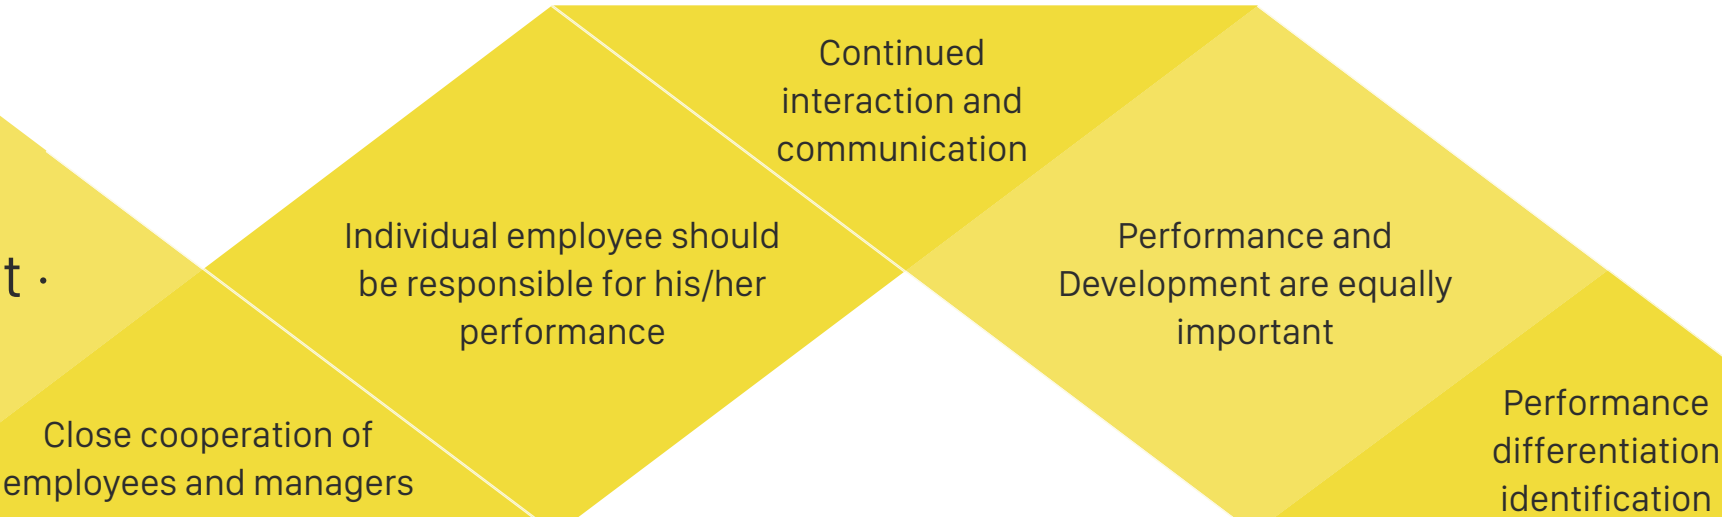 t ·
Close cooperation of
employees and managers
Individual employee should
be responsible for his/her
performance
Continued
interaction and
communication
Performance and
Development are equally
important
Performance
differentiation
identification